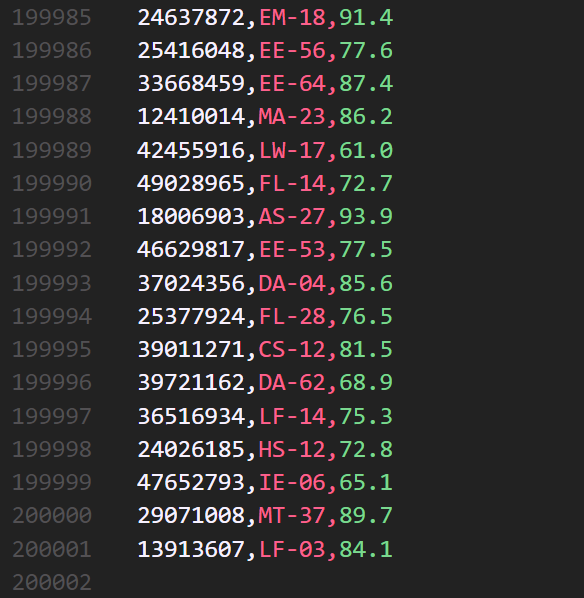 199985 24637872,EM-18,91.4
199986 25416048,EE-56,77.6
199987 33668459,EE-64,87.4
199988 12410014,MA-23,86.2
199989 42455916,LW-17,61.0
199990 49028965,FL-14,72.7
199991 18006903,AS-27,93.9
199992 46629817,EE-53,77.5
199993 37024356,DA-04,85.6
199994 25377924,FL-28,76.5
199995 39011271,CS-12,81.5
199996 39721162,DA-62,68.9
199997 36516934,LF-14,75.3
199998 24026185,HS-12,72.8
199999 47652793,IE-06,65.1
200000 29071008,MT-37,89.7
200001 13913607,LF-03,84.1
200002